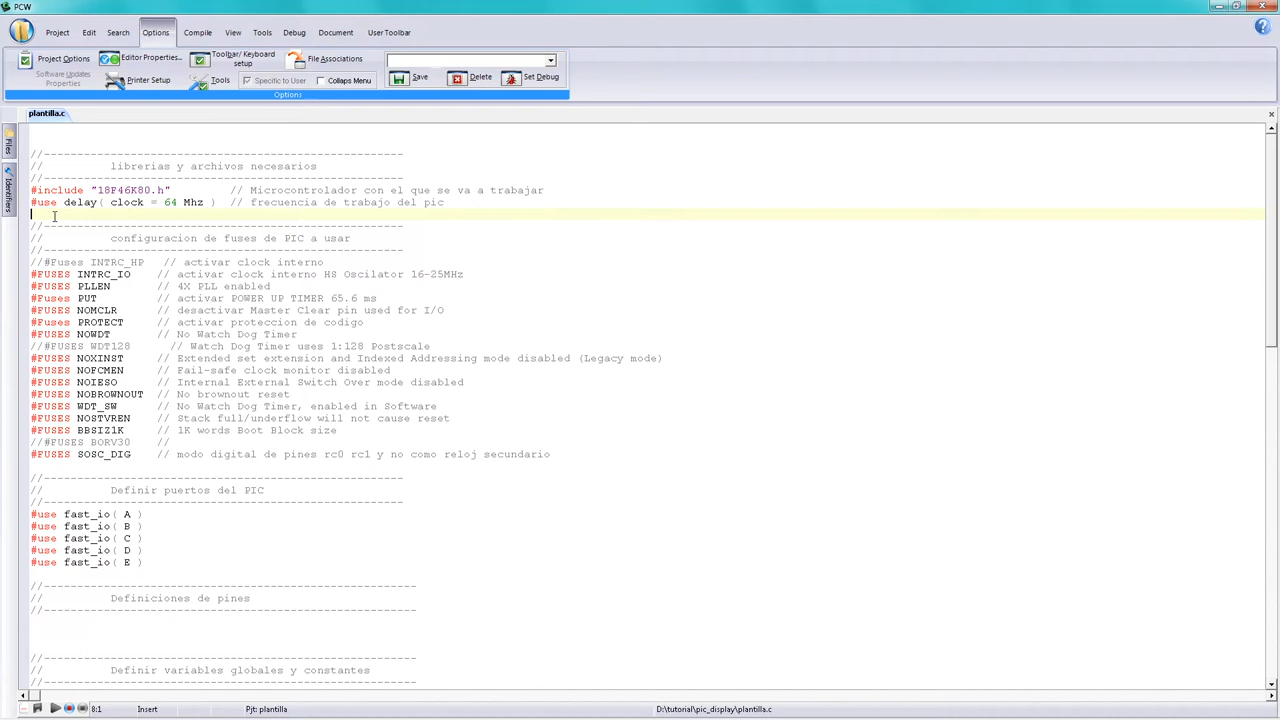 PCW
Project Edit Search Options Compile View Tools Debug Document User Toolbar
Project Options Editor Properties... Toolbar/ Keyboard setup File Associations
Software Updates Properties Printer Setup Tools Specific to User Collaps Menu Save Delete Set Debug
Options
plantilla.c
Files
Identifiers
//------------------------------------------------------
// librerias y archivos necesarios
//------------------------------------------------------
#include "18F46K80.h" // Microcontrolador con el que se va a trabajar
#use delay( clock = 64 Mhz ) // frecuencia de trabajo del pic
//------------------------------------------------------
// configuracion de fuses de PIC a usar
//------------------------------------------------------
//#Fuses INTRC_HP // activar clock interno
#FUSES INTRC_IO // activar clock interno HS Oscilator 16-25MHz
#FUSES PLLEN // 4X PLL enabled
#Fuses PUT // activar POWER UP TIMER 65.6 ms
#FUSES NOMCLR // desactivar Master Clear pin used for I/O
#Fuses PROTECT // activar proteccion de codigo
#FUSES NOWDT // No Watch Dog Timer
//#FUSES WDT128 // Watch Dog Timer uses 1:128 Postscale
#FUSES NOXINST // Extended set extension and Indexed Addressing mode disabled (Legacy mode)
#FUSES NOFCMEN // Fail-safe clock monitor disabled
#FUSES NOIESO // Internal External Switch Over mode disabled
#FUSES NOBROWNOUT // No brownout reset
#FUSES WDT_SW // No Watch Dog Timer, enabled in Software
#FUSES NOSTVREN // Stack full/underflow will not cause reset
#FUSES BBSIZ1K // 1K words Boot Block size
//#FUSES BORV30 //
#FUSES SOSC_DIG // modo digital de pines rc0 rc1 y no como reloj secundario
//------------------------------------------------------
// Definir puertos del PIC
//------------------------------------------------------
#use fast_io( A )
#use fast_io( B )
#use fast_io( C )
#use fast_io( D )
#use fast_io( E )
//--------------------------------------------------------
// Definiciones de pines
//--------------------------------------------------------
//--------------------------------------------------------
// Definir variables globales y constantes
//--------------------------------------------------------
8:1 Insert Pjt: plantilla D:\tutorial\pic_display\plantilla.c